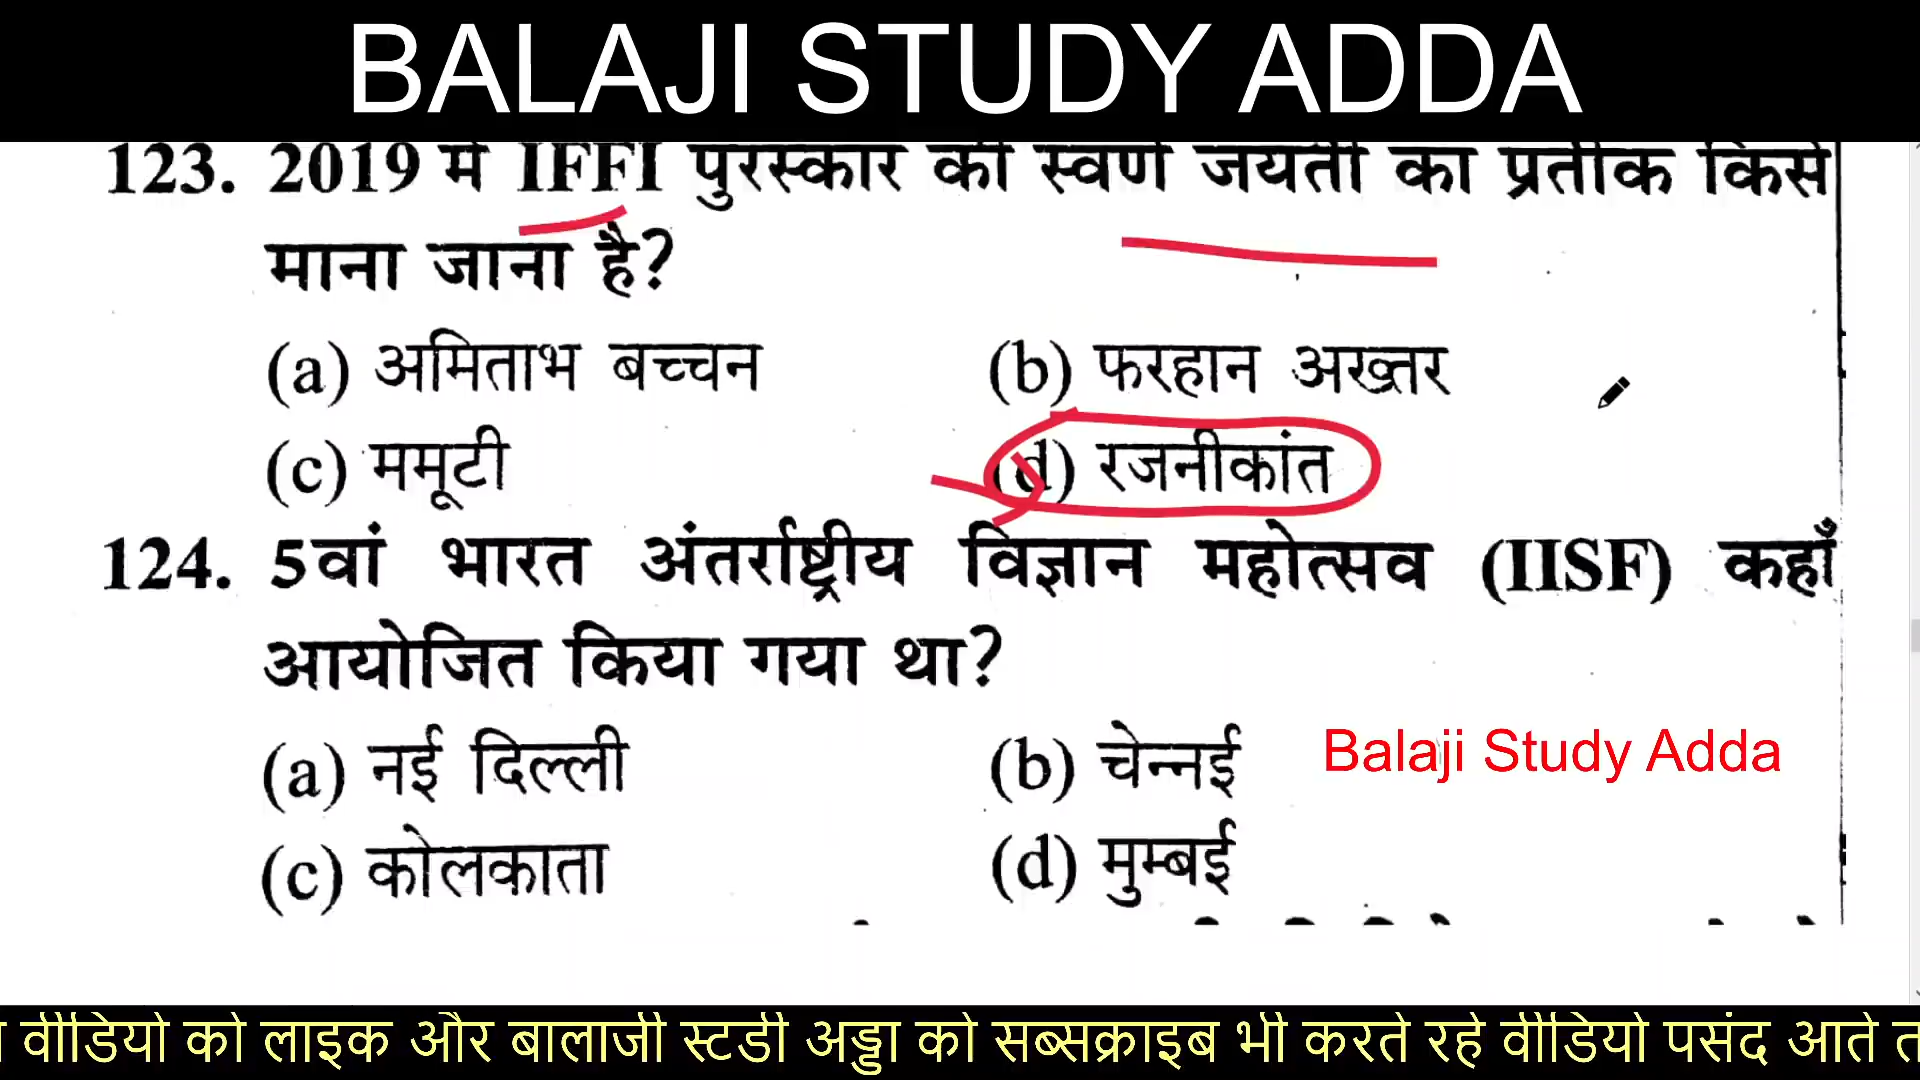 BALAJI STUDY ADDA
123. 2019 में IFFI पुरस्कार की स्वर्ण जयंती का प्रतीक किसे
माना जाना है?
(a) अमिताभ बच्चन (b) फरहान अख्तर
(c) ममूटी (d) रजनीकांत
124. 5वां भारत अंतर्राष्ट्रीय विज्ञान महोत्सव (IISF) कहाँ
आयोजित किया गया था?
(a) नई दिल्ली (b) चेन्नई
Balaji Study Adda
(c) कोलकाता (d) मुम्बई
वीडियो को लाइक और बालाजी स्टडी अड्डा को सब्सक्राइब भी करते रहे वीडियो पसंद आते